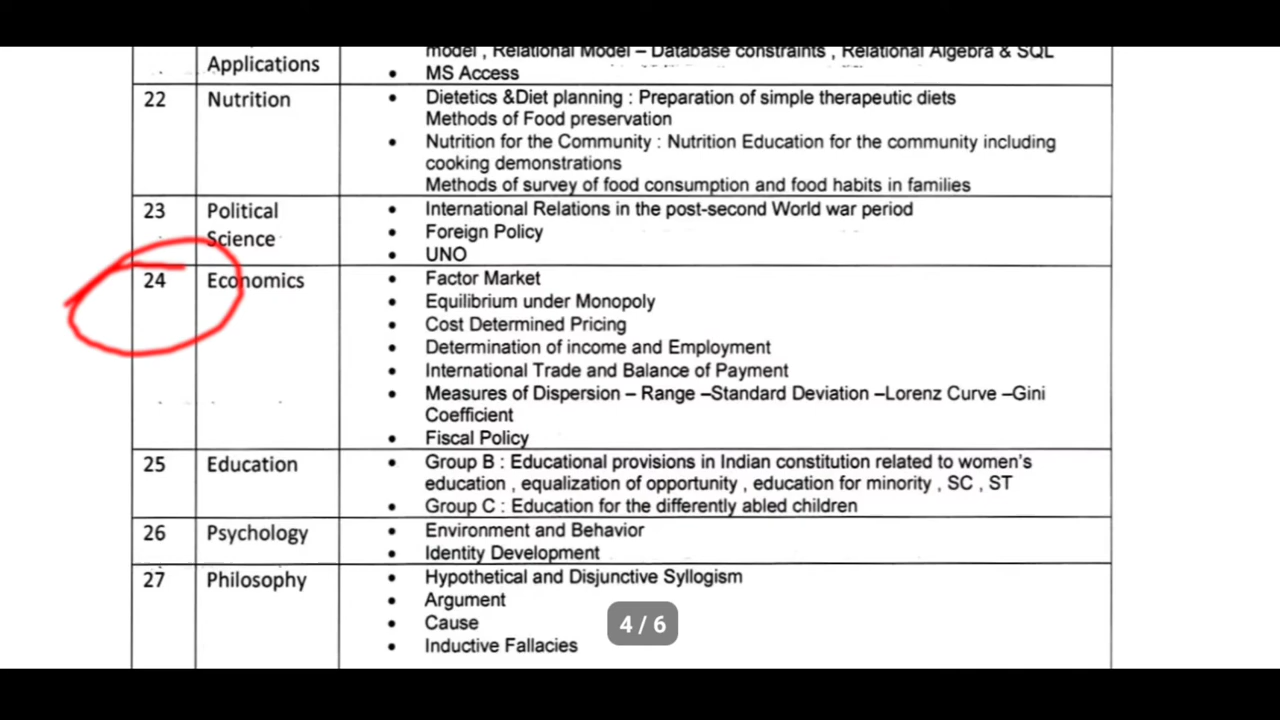 model , Relational Model – Database constraints , Relational Algebra & SQL
Applications
• MS Access
22 Nutrition • Dietetics &Diet planning : Preparation of simple therapeutic diets
Methods of Food preservation
• Nutrition for the Community : Nutrition Education for the community including
cooking demonstrations
Methods of survey of food consumption and food habits in families
23 Political • International Relations in the post-second World war period
Science • Foreign Policy
• UNO
24 Economics • Factor Market
• Equilibrium under Monopoly
• Cost Determined Pricing
• Determination of income and Employment
• International Trade and Balance of Payment
• Measures of Dispersion – Range –Standard Deviation –Lorenz Curve –Gini
Coefficient
• Fiscal Policy
25 Education • Group B : Educational provisions in Indian constitution related to women's
education , equalization of opportunity , education for minority , SC , ST
• Group C : Education for the differently abled children
26 Psychology • Environment and Behavior
• Identity Development
27 Philosophy • Hypothetical and Disjunctive Syllogism
• Argument
• Cause
4 / 6
• Inductive Fallacies